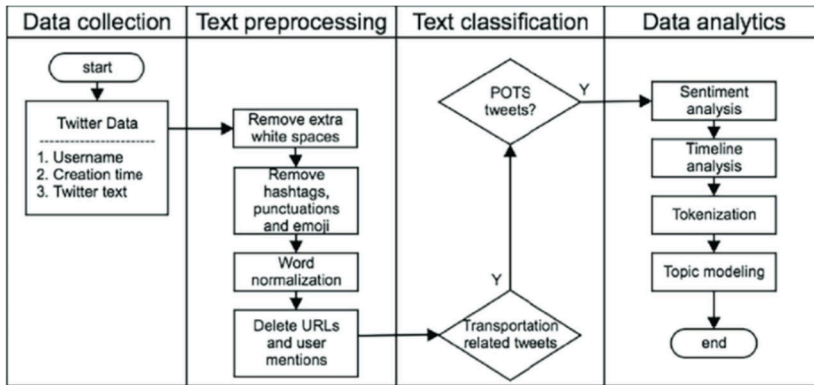 Data collection
Text preprocessing
Text classification
Data analytics
start
Twitter Data
1. Username
2. Creation time
3. Twitter text
Remove extra
white spaces
Remove
hashtags,
punctuations
and emoji
Word
normalization
Delete URLs
and user
mentions
POTS
tweets?
Y
Y
Transportation
related tweets
Sentiment
analysis
Timeline
analysis
Tokenization
Topic modeling
end